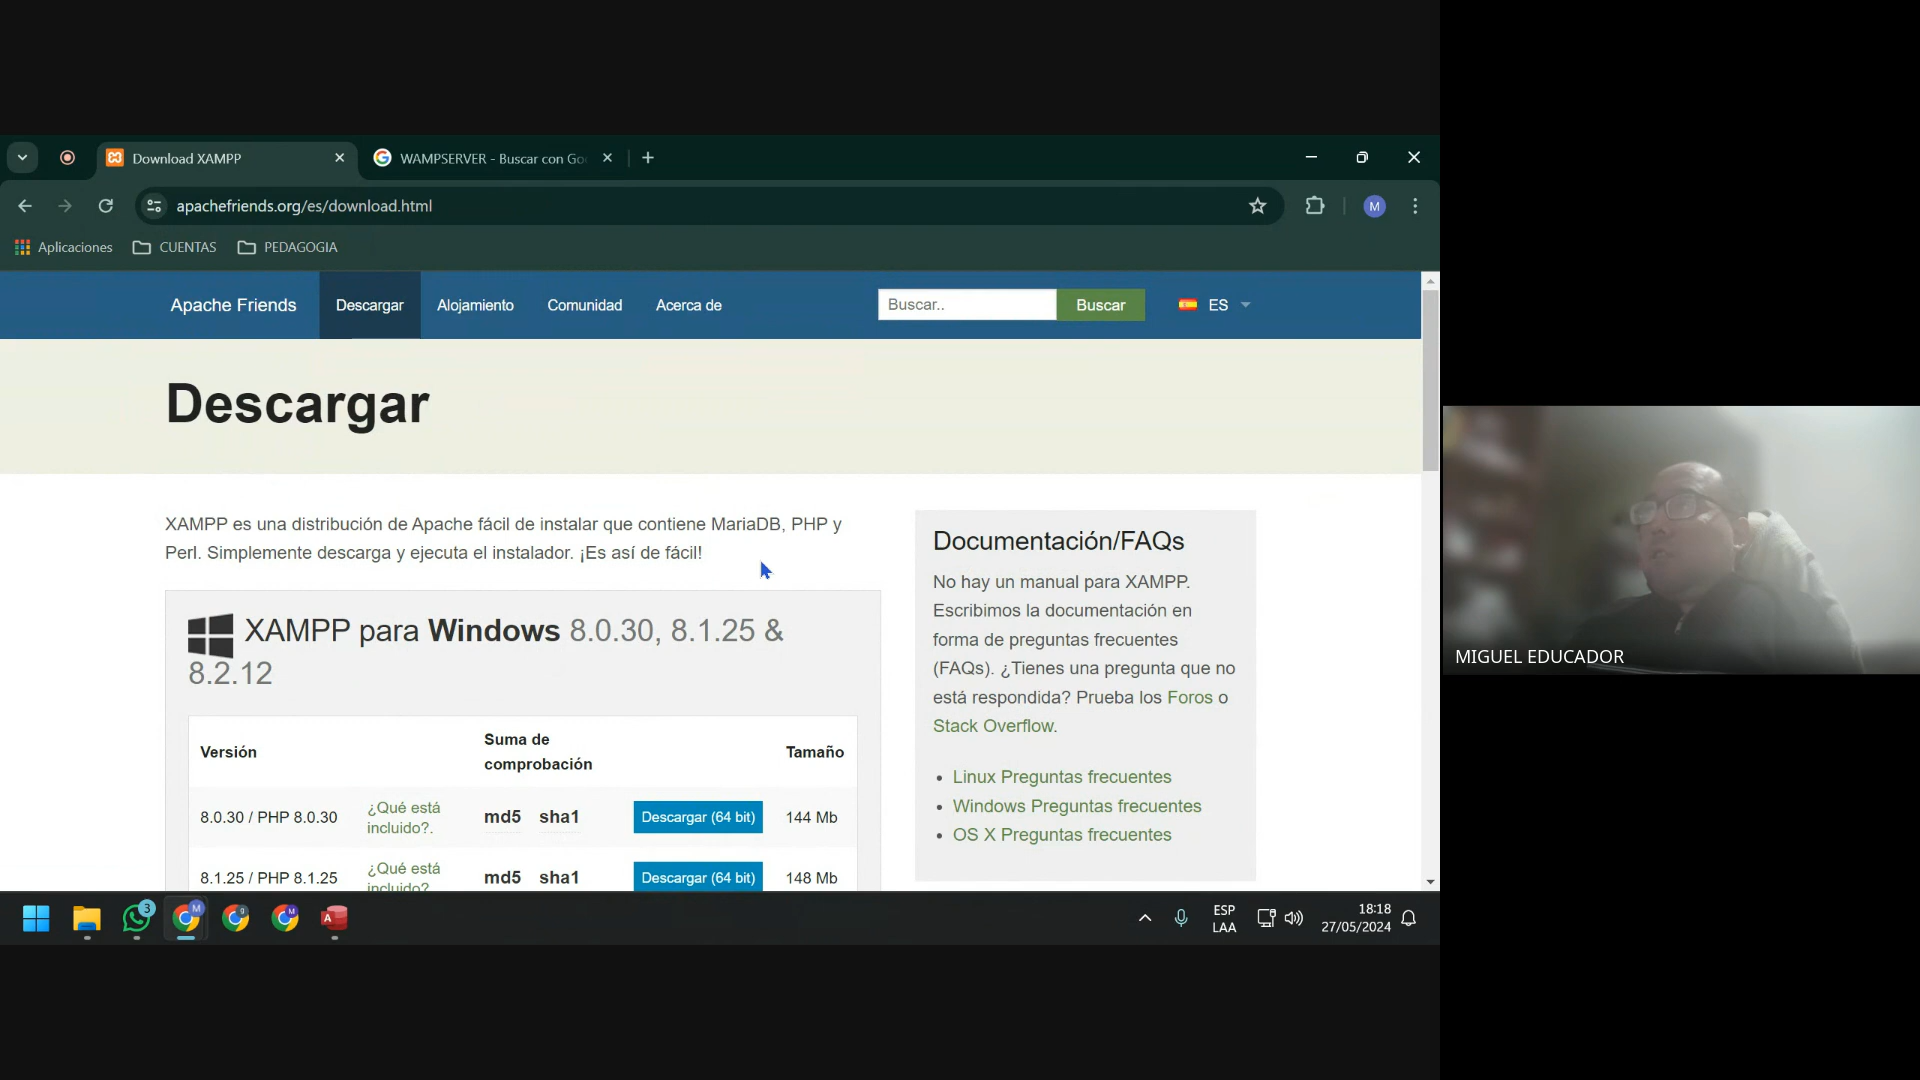 Download XAMPP
WAMPSERVER - Buscar con Go
apachefriends.org/es/download.html
M
Aplicaciones
CUENTAS
PEDAGOGIA
Apache Friends
Descargar
Alojamiento
Comunidad
Acerca de
Buscar..
Buscar
ES
Descargar
XAMPP es una distribución de Apache fácil de instalar que contiene MariaDB, PHP y
Perl. Simplemente descarga y ejecuta el instalador. ¡Es así de fácil!
XAMPP para Windows 8.0.30, 8.1.25 &
8.2.12
Versión
Suma de
comprobación
Tamaño
8.0.30 / PHP 8.0.30
¿Qué está
incluido?.
md5
sha1
Descargar (64 bit)
144 Mb
8.1.25 / PHP 8.1.25
¿Qué está
incluido?
md5
sha1
Descargar (64 bit)
148 Mb
Documentación/FAQs
No hay un manual para XAMPP.
Escribimos la documentación en
forma de preguntas frecuentes
(FAQs). ¿Tienes una pregunta que no
está respondida? Prueba los Foros o
Stack Overflow.
• Linux Preguntas frecuentes
• Windows Preguntas frecuentes
• OS X Preguntas frecuentes
MIGUEL EDUCADOR
3
M
9
M
A
ESP
LAA
18:18
27/05/2024